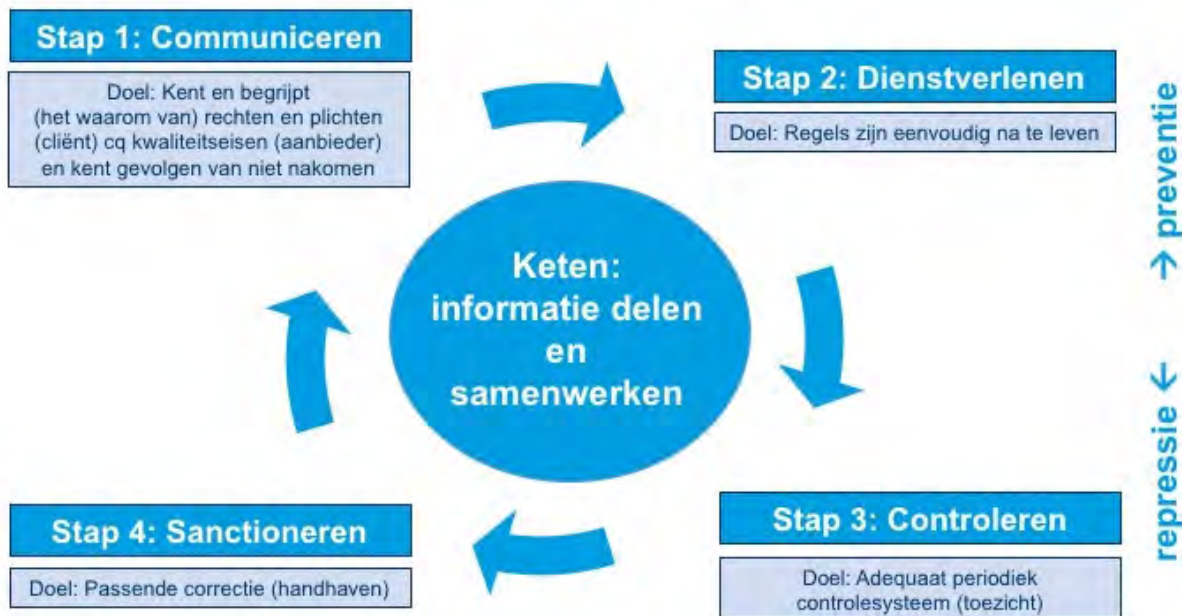 Stap 1: Communiceren
Doel: Kent en begrijpt
(het waarom van) rechten en plichten
(cliënt) cq kwaliteitseisen (aanbieder)
en kent gevolgen van niet nakomen
Stap 2: Dienstverlenen
Doel: Regels zijn eenvoudig na te leven
→ preventie
Keten:
informatie delen
en
samenwerken
repressie ←
Stap 4: Sanctioneren
Doel: Passende correctie (handhaven)
Stap 3: Controleren
Doel: Adequaat periodiek
controlesysteem (toezicht)